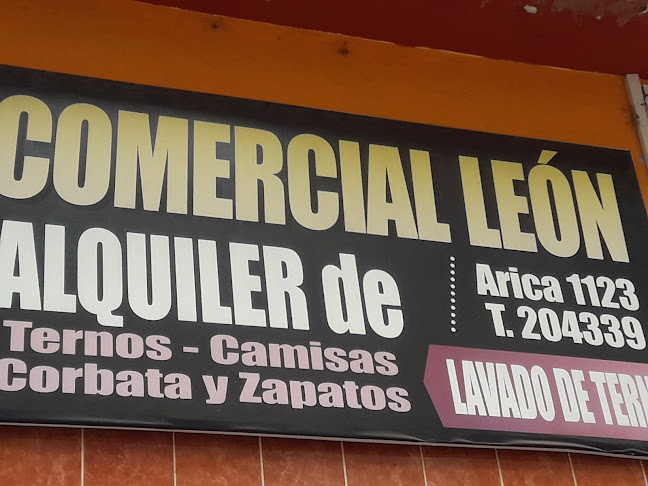 COMERCIAL LEÓN
ALQUILER de
Ternos - Camisas
Corbata y Zapatos
Arica 1123
T. 204339
LAVADO DE